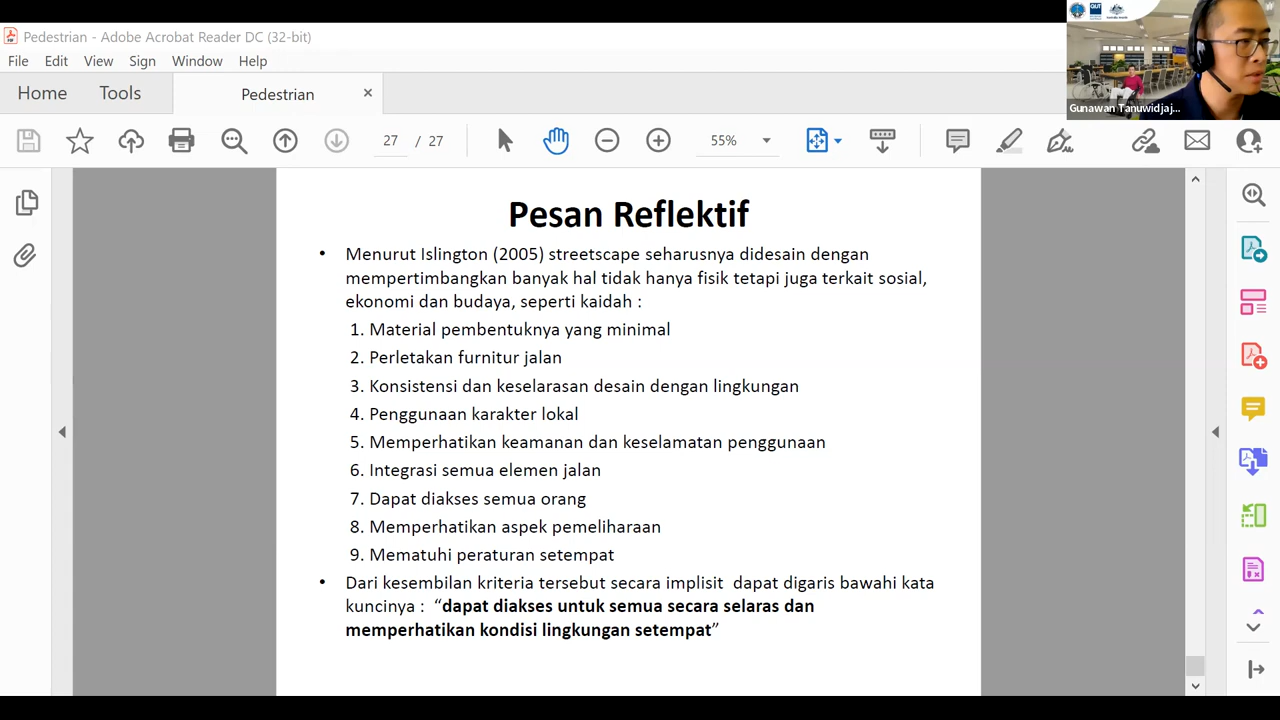 Pedestrian - Adobe Acrobat Reader DC (32-bit)
File Edit View Sign Window Help
Home Tools Pedestrian ×
27 / 27 55%
QUT
Gunawan Tanuwidjaj...
Pesan Reflektif
• Menurut Islington (2005) streetscape seharusnya didesain dengan
mempertimbangkan banyak hal tidak hanya fisik tetapi juga terkait sosial,
ekonomi dan budaya, seperti kaidah :
1. Material pembentuknya yang minimal
2. Perletakan furnitur jalan
3. Konsistensi dan keselarasan desain dengan lingkungan
4. Penggunaan karakter lokal
5. Memperhatikan keamanan dan keselamatan penggunaan
6. Integrasi semua elemen jalan
7. Dapat diakses semua orang
8. Memperhatikan aspek pemeliharaan
9. Mematuhi peraturan setempat
• Dari kesembilan kriteria tersebut secara implisit dapat digaris bawahi kata
kuncinya : “dapat diakses untuk semua secara selaras dan
memperhatikan kondisi lingkungan setempat”